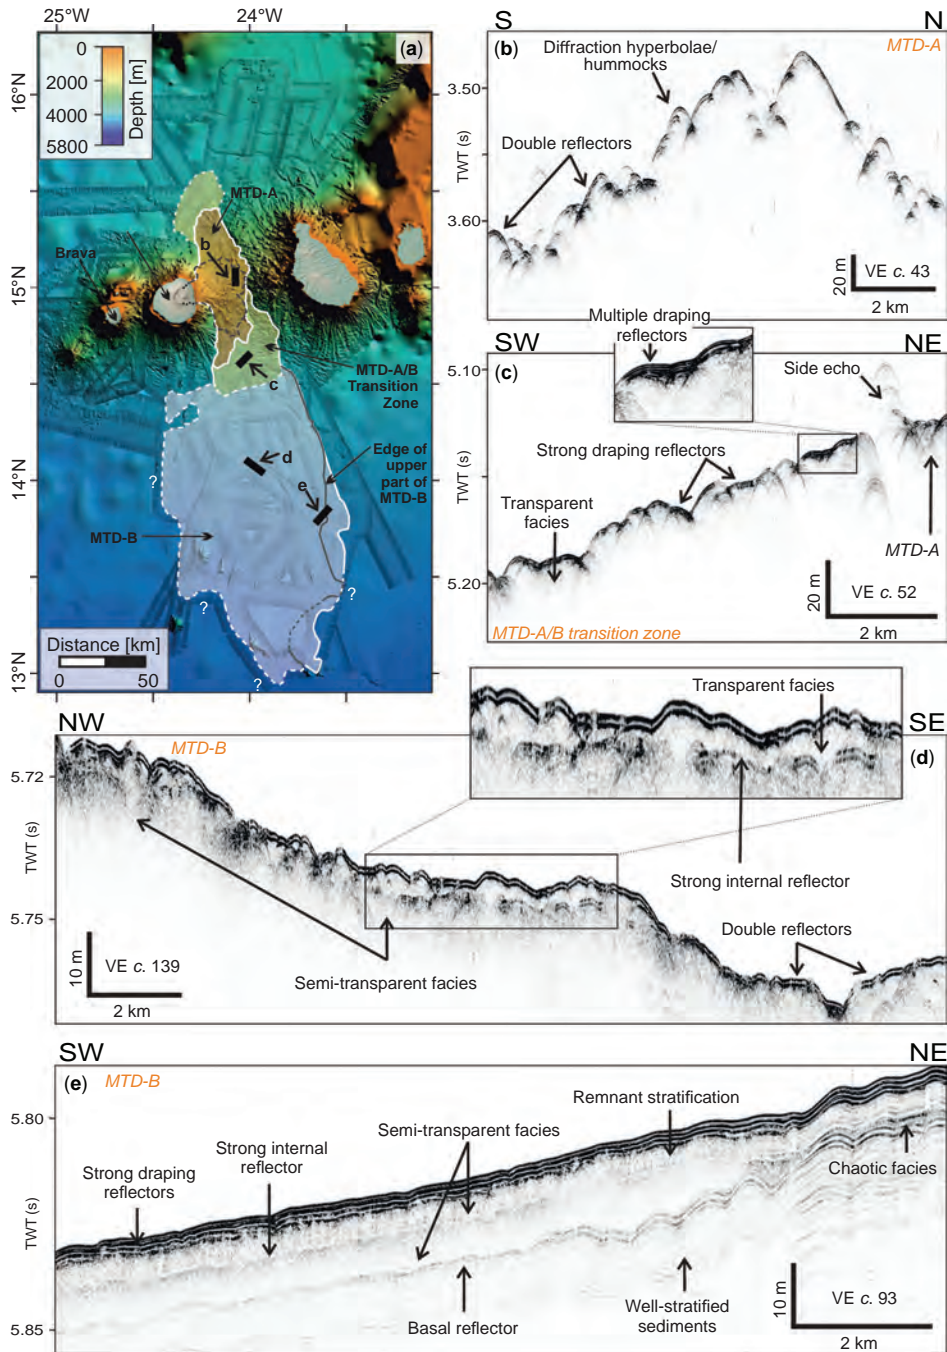 25°W
24°W
(a)
0
2000
4000
5800
Depth [m]
16°N
15°N
14°N
13°N
MTD-A
b
Brava
MTD-A/B
Transition
Zone
c
d
Edge of
upper
part of
MTD-B
e
?
MTD-B
?
?
?
Distance [km]
0
50
S
N
(b)
MTD-A
Diffraction hyperbolae/
hummocks
3.50
Double reflectors
TWT (s)
3.60
20 m
VE c. 43
2 km
SW
NE
Multiple draping
reflectors
(c)
5.10
Side echo
Strong draping reflectors
TWT (s)
Transparent
facies
MTD-A
5.20
20 m
VE c. 52
2 km
MTD-A/B transition zone
NW
SE
MTD-B
Transparent facies
(d)
5.72
TWT (s)
Strong internal reflector
5.75
Double reflectors
10 m
VE c. 139
Semi-transparent facies
2 km
SW
NE
(e)
MTD-B
5.80
Remnant stratification
Semi-transparent facies
Strong internal
reflector
Strong draping
reflectors
Chaotic facies
TWT (s)
10 m
VE c. 93
Basal reflector
Well-stratified
sediments
5.85
2 km